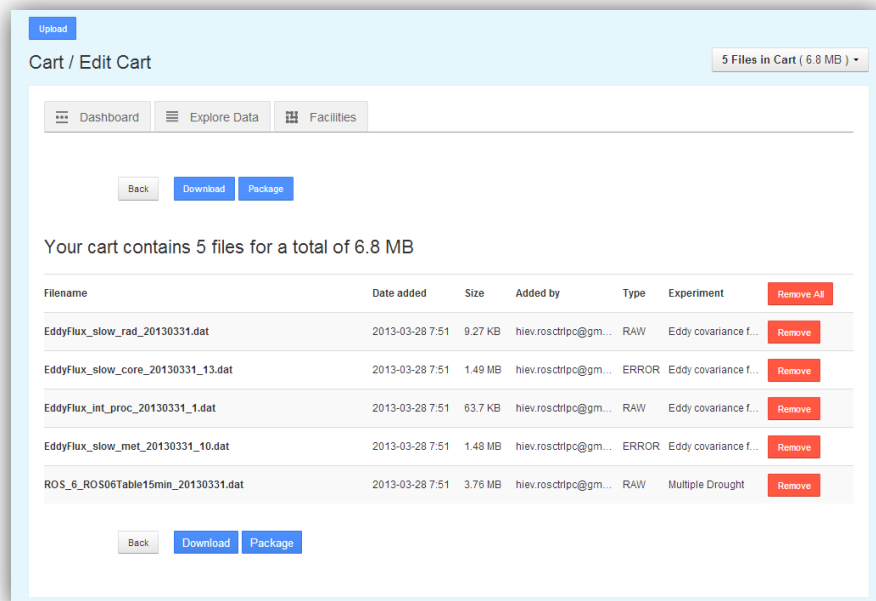 Upload
Cart / Edit Cart
5 Files in Cart ( 6.8 MB )
Dashboard Explore Data Facilities
Back Download Package
Your cart contains 5 files for a total of 6.8 MB
Filename Date added Size Added by Type Experiment Remove All
EddyFlux_slow_rad_20130331.dat 2013-03-28 7:51 9.27 KB hiev.rosctrlpc@gm... RAW Eddy covariance f... Remove
EddyFlux_slow_core_20130331_13.dat 2013-03-28 7:51 1.49 MB hiev.rosctrlpc@gm... ERROR Eddy covariance f... Remove
EddyFlux_int_proc_20130331_1.dat 2013-03-28 7:51 63.7 KB hiev.rosctrlpc@gm... RAW Eddy covariance f... Remove
EddyFlux_slow_met_20130331_10.dat 2013-03-28 7:51 1.48 MB hiev.rosctrlpc@gm... ERROR Eddy covariance f... Remove
ROS_6_ROS06Table15min_20130331.dat 2013-03-28 7:51 3.76 MB hiev.rosctrlpc@gm... RAW Multiple Drought Remove
Back Download Package